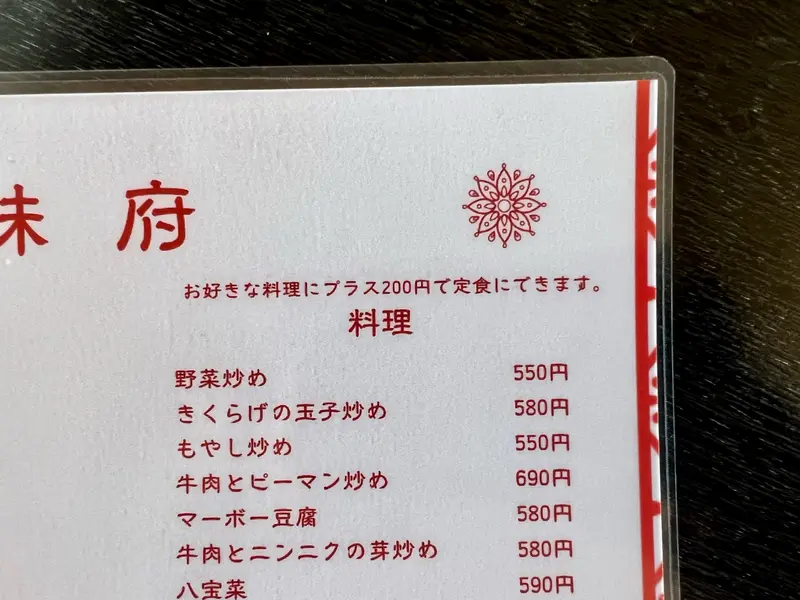 味 府
お好きな料理にプラス200円で定食にできます。
料理
野菜炒め 550円
きくらげの玉子炒め 580円
もやし炒め 550円
牛肉とピーマン炒め 690円
マーボー豆腐 580円
牛肉とニンニクの芽炒め 580円
八宝菜 590円